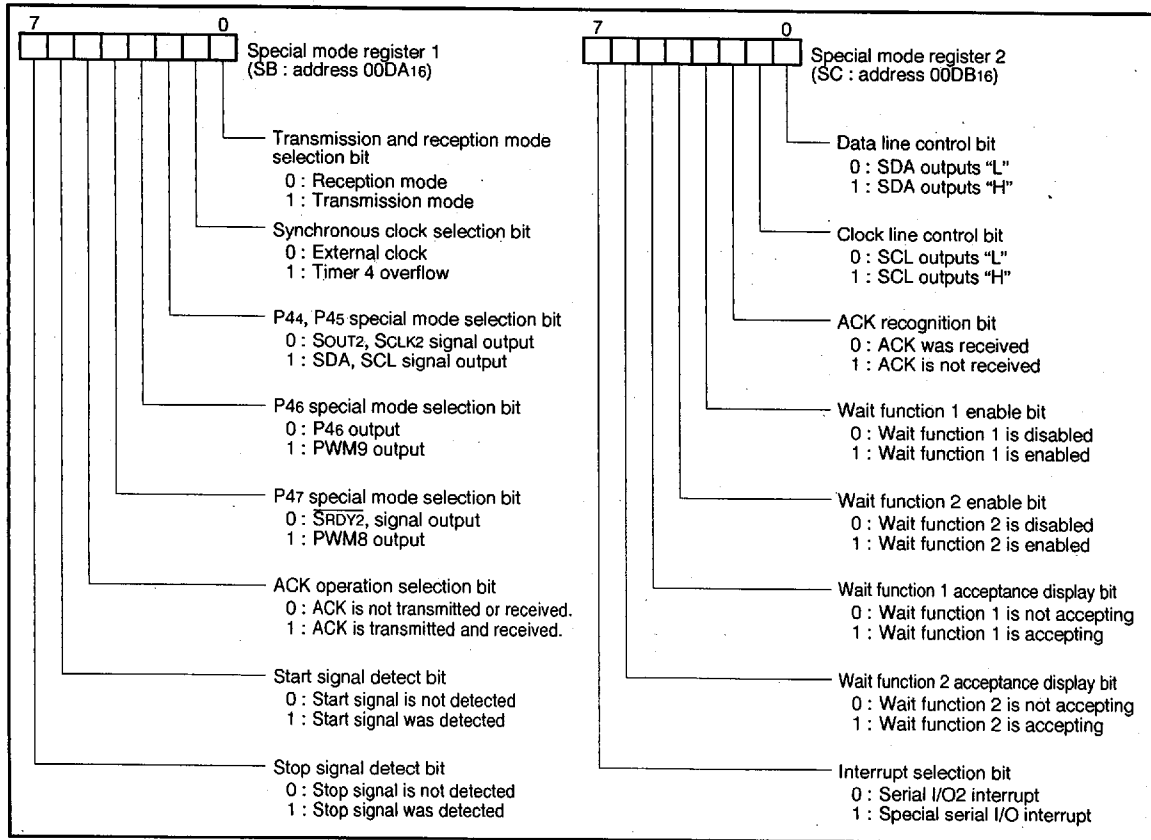 7 0
Special mode register 1
(SB : address 00DA16)
Transmission and reception mode
selection bit
0 : Reception mode
1 : Transmission mode
Synchronous clock selection bit
0 : External clock
1 : Timer 4 overflow
P44, P45 special mode selection bit
0 : SOUT2, SCLK2 signal output
1 : SDA, SCL signal output
P46 special mode selection bit
0 : P46 output
1 : PWM9 output
P47 special mode selection bit
0 : SRDY2, signal output
1 : PWM8 output
ACK operation selection bit
0 : ACK is not transmitted or received.
1 : ACK is transmitted and received.
Start signal detect bit
0 : Start signal is not detected
1 : Start signal was detected
Stop signal detect bit
0 : Stop signal is not detected
1 : Stop signal was detected
7 0
Special mode register 2
(SC : address 00DB16)
Data line control bit
0 : SDA outputs “L”
1 : SDA outputs “H”
Clock line control bit
0 : SCL outputs “L”
1 : SCL outputs “H”
ACK recognition bit
0 : ACK was received
1 : ACK is not received
Wait function 1 enable bit
0 : Wait function 1 is disabled
1 : Wait function 1 is enabled
Wait function 2 enable bit
0 : Wait function 2 is disabled
1 : Wait function 2 is enabled
Wait function 1 acceptance display bit
0 : Wait function 1 is not accepting
1 : Wait function 1 is accepting
Wait function 2 acceptance display bit
0 : Wait function 2 is not accepting
1 : Wait function 2 is accepting
Interrupt selection bit
0 : Serial I/O2 interrupt
1 : Special serial I/O interrupt